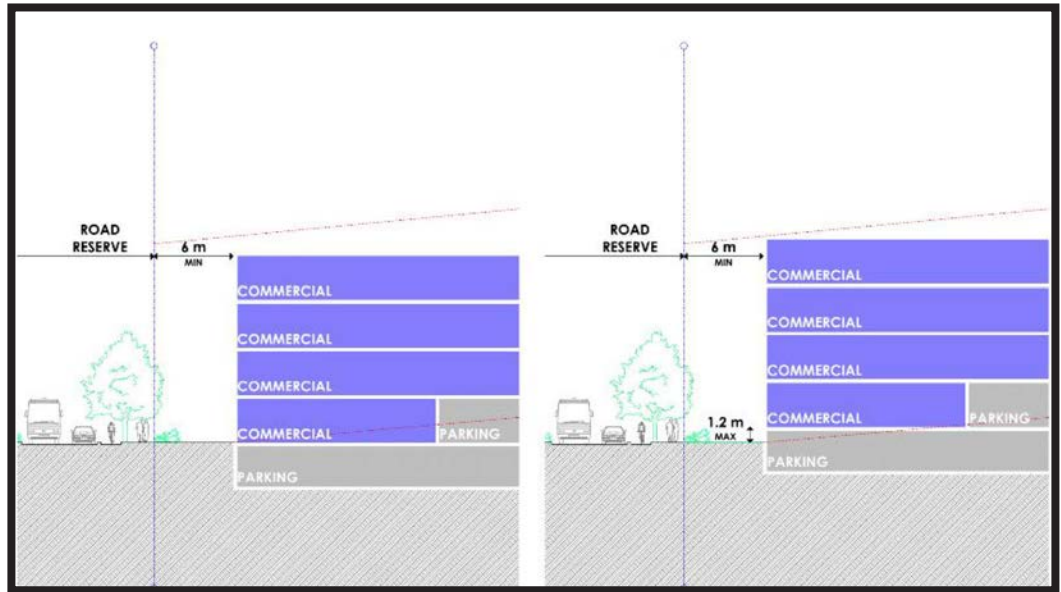 ROAD
RESERVE
6 m
MIN
COMMERCIAL
COMMERCIAL
COMMERCIAL
COMMERCIAL PARKING
PARKING
ROAD
RESERVE
6 m
MIN
COMMERCIAL
COMMERCIAL
COMMERCIAL
COMMERCIAL PARKING
1.2 m
MAX
PARKING